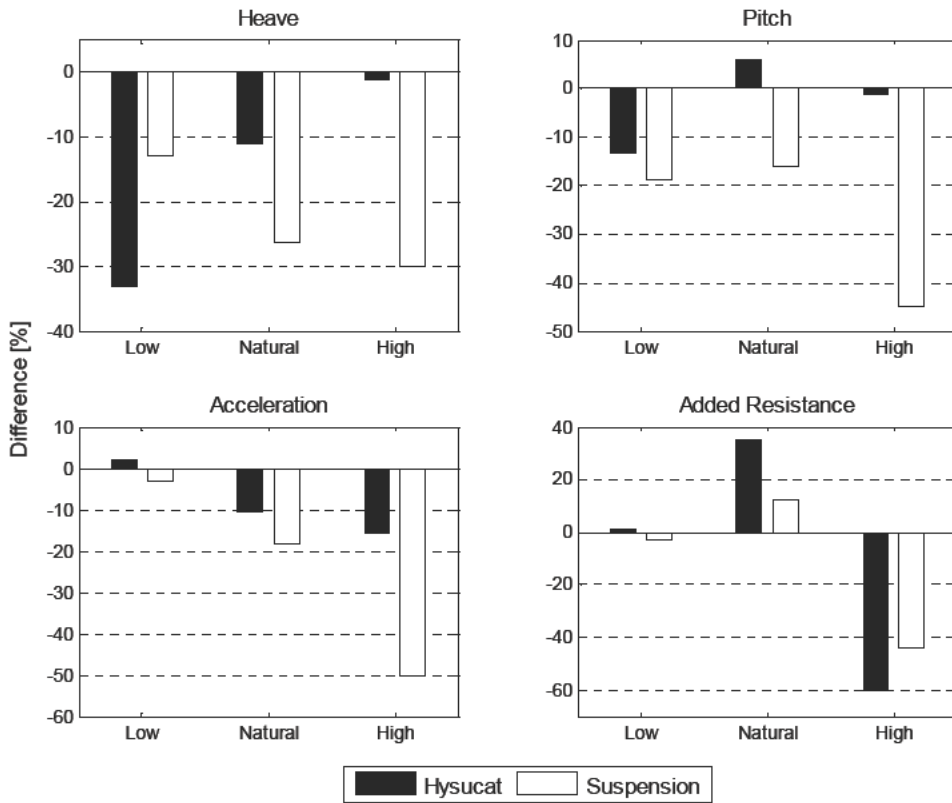 Heave
0
-10
-20
-30
-40
Low Natural High
Pitch
10
0
-10
-20
-30
-40
-50
Low Natural High
Difference [%]
Acceleration
10
0
-10
-20
-30
-40
-50
-60
Low Natural High
Added Resistance
40
20
0
-20
-40
-60
Low Natural High
Hysucat Suspension